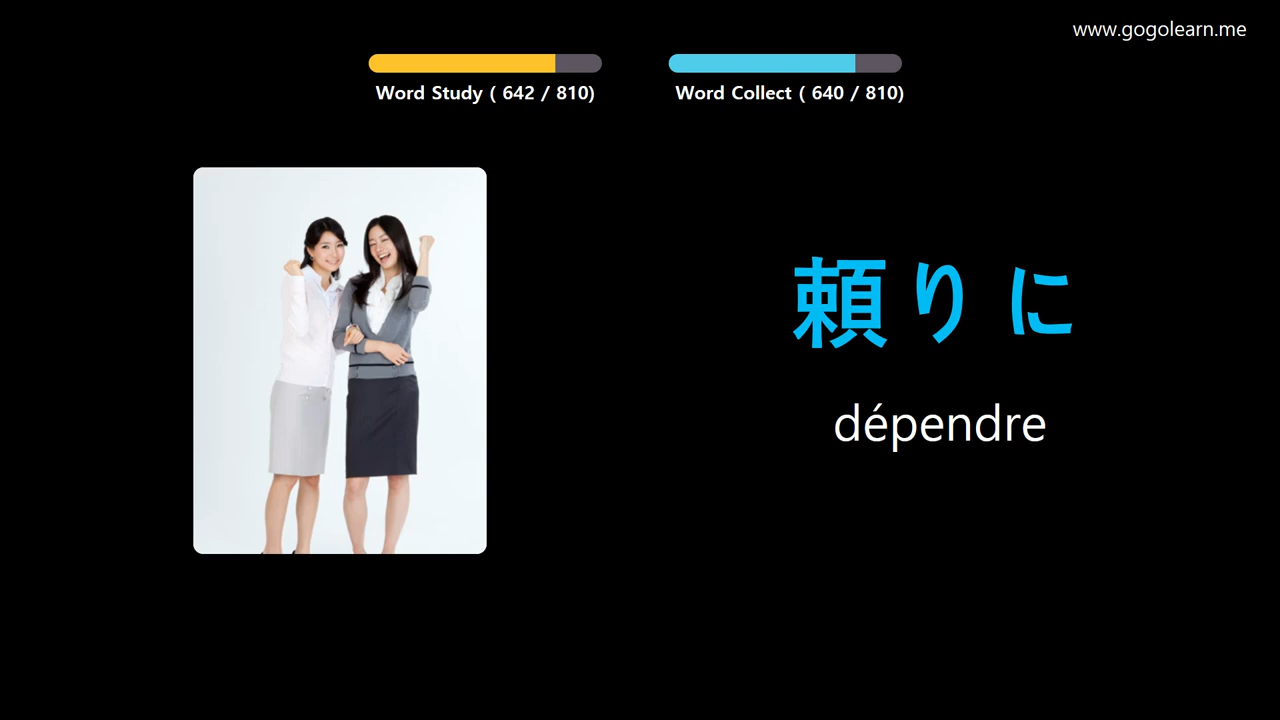 www.gogolearn.me
Word Study ( 642 / 810)
Word Collect ( 640 / 810)
頼りに
dépendre